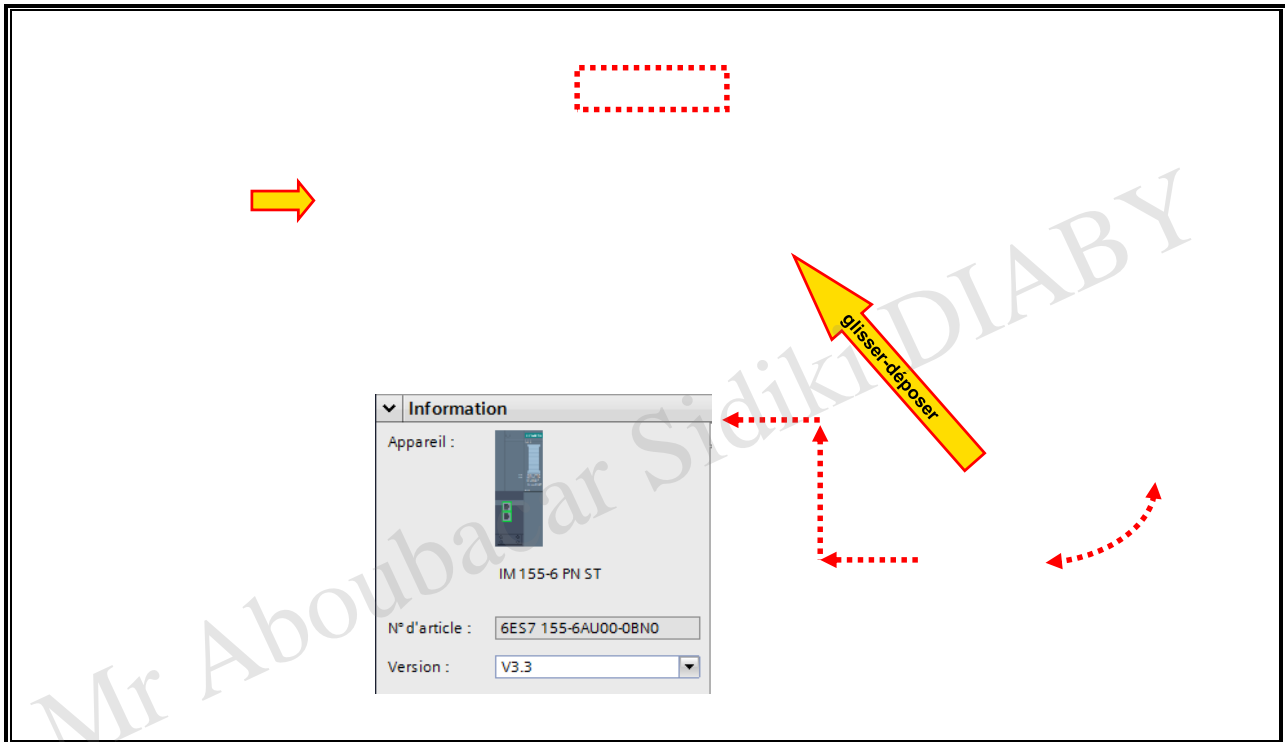 glisser-déposer
Information
Appareil :
IM 155-6 PN ST
N° d'article : 6ES7 155-6AU00-0BN0
Version : V3.3
Mr Aboubacar Sidiki DIABY